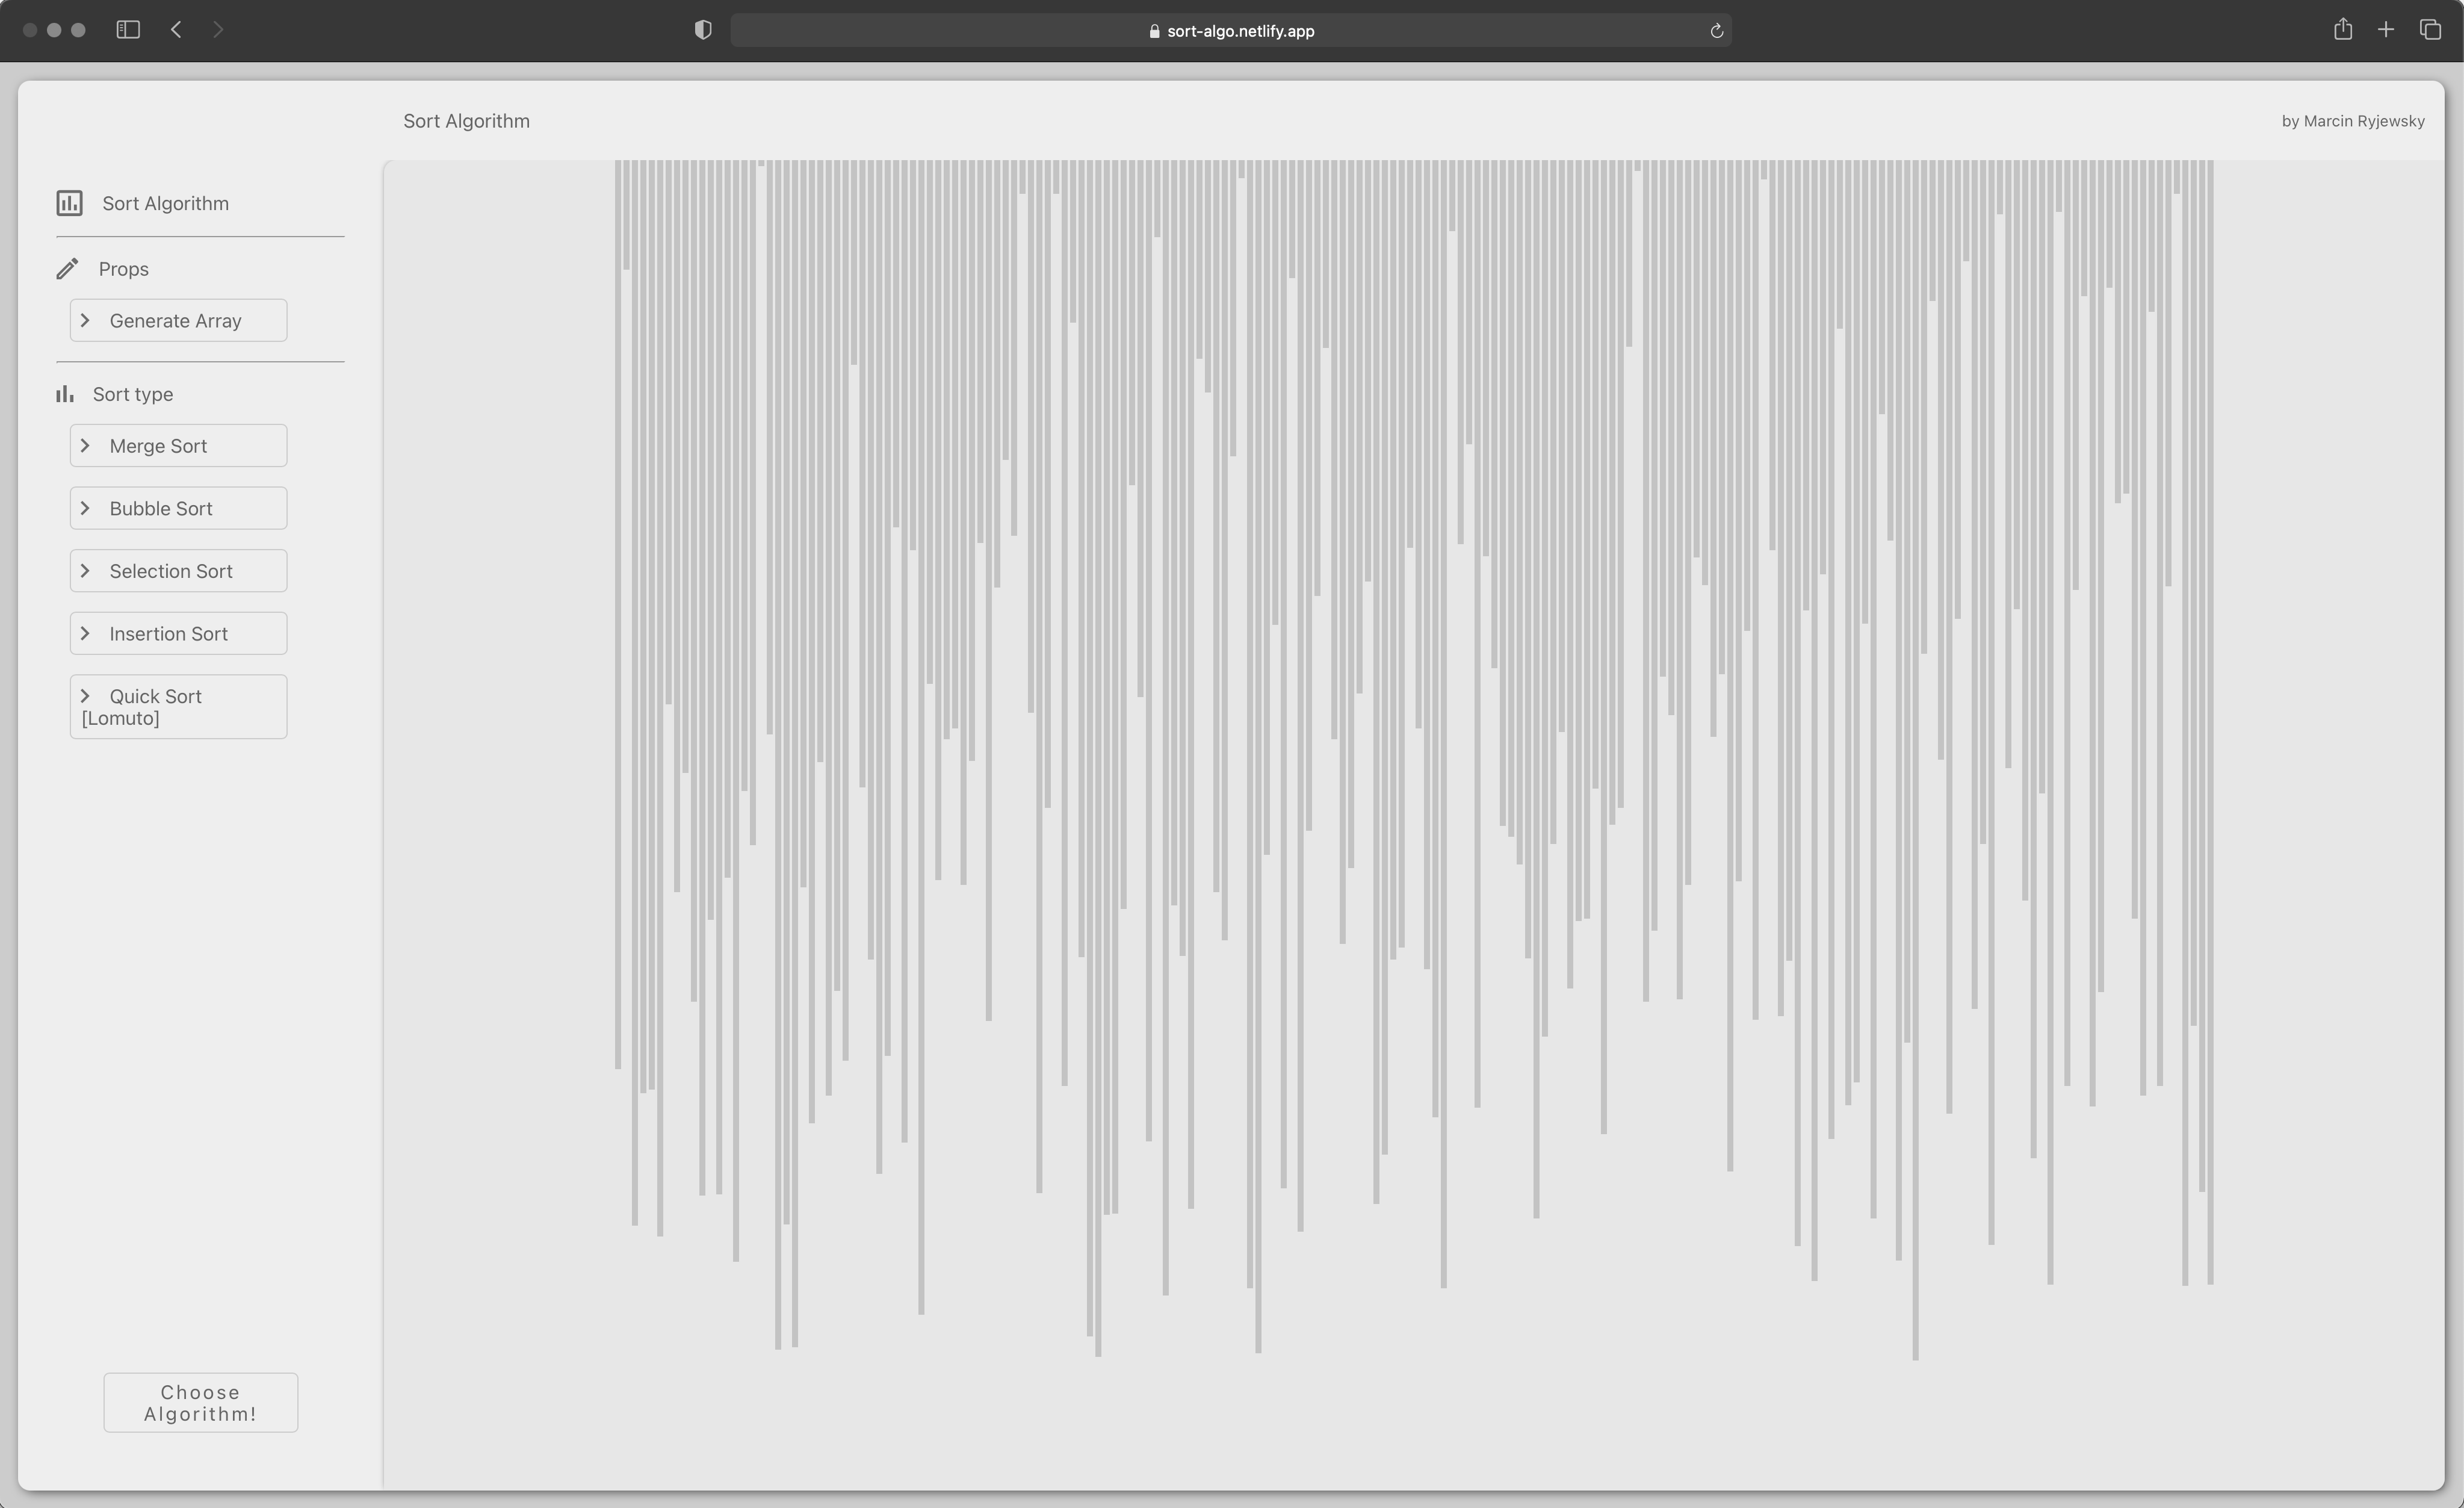 sort-algo.netlify.app
Sort Algorithm
by Marcin Ryjewsky
Sort Algorithm
Props
Generate Array
Sort type
Merge Sort
Bubble Sort
Selection Sort
Insertion Sort
Quick Sort
[Lomuto]
Choose
Algorithm!